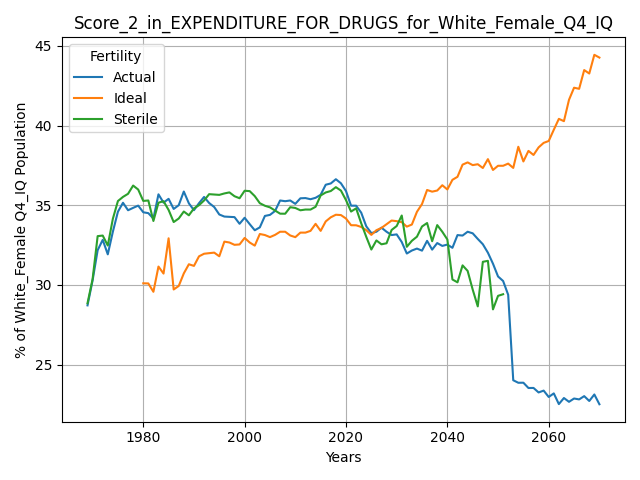 Score_2_in_EXPENDITURE_FOR_DRUGS_for_White_Female_Q4_IQ
Fertility
Actual
Ideal
Sterile
% of White_Female Q4_IQ Population
45
40
35
30
25
1980
2000
2020
2040
2060
Years